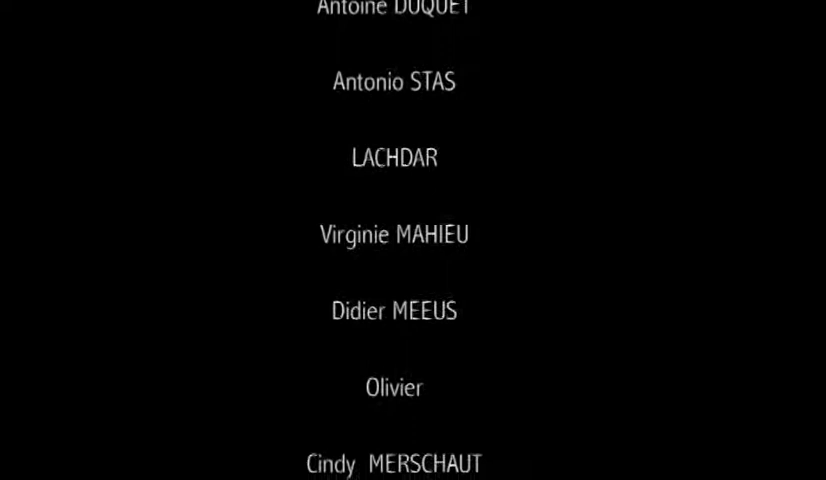 Antoine DUQUET
Antonio STAS
LACHDAR
Virginie MAHIEU
Didier MEEUS
Olivier
Cindy MERSCHAUT